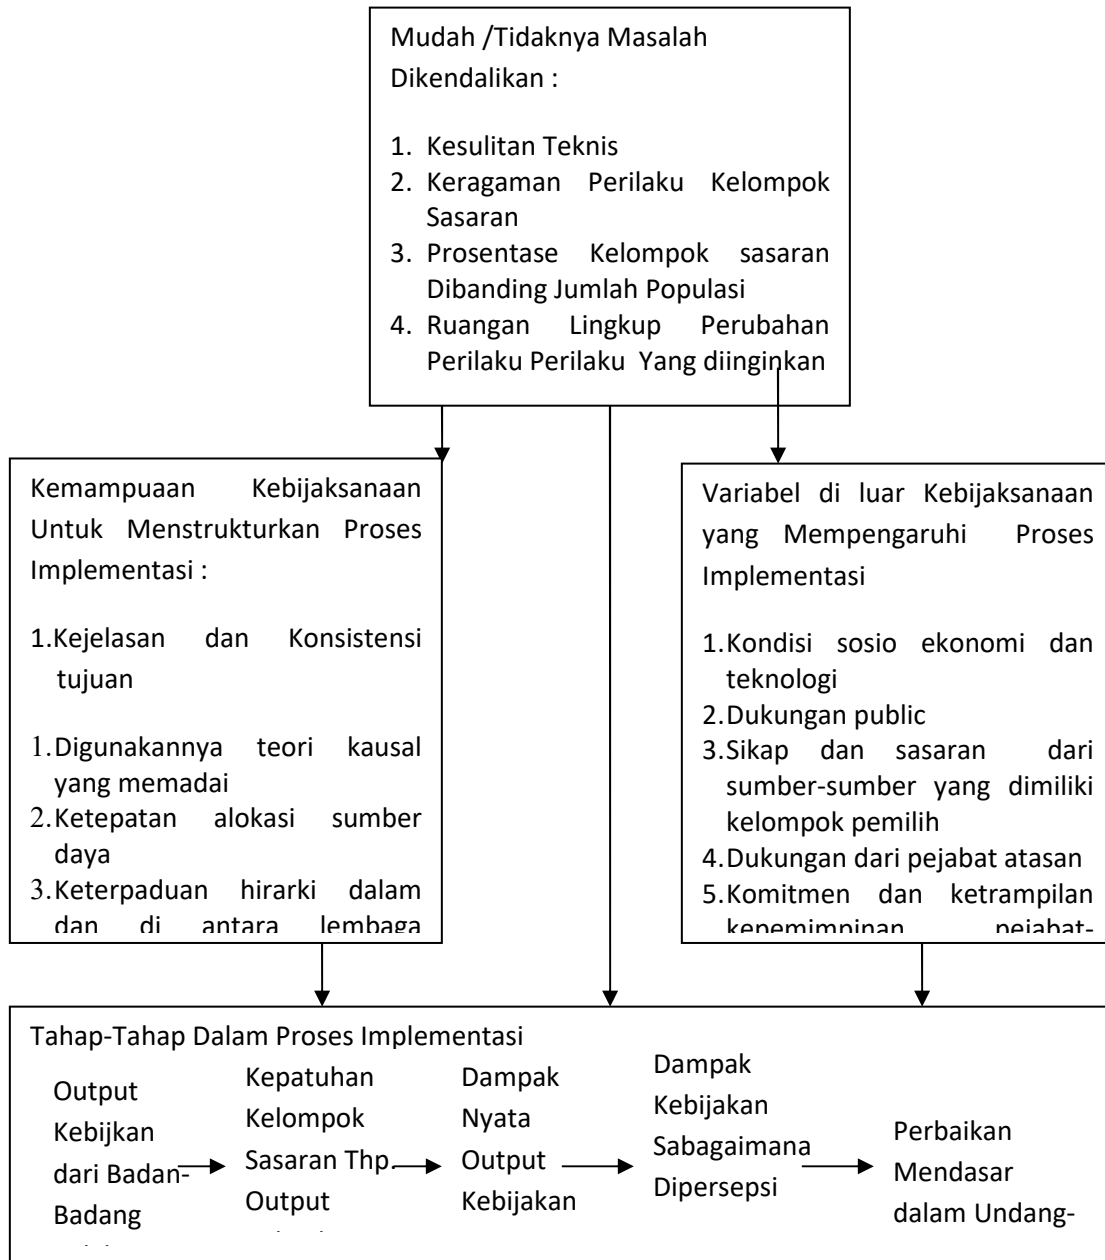 Mudah /Tidaknya Masalah
Dikendalikan :
1. Kesulitan Teknis
2. Keragaman Perilaku Kelompok
Sasaran
3. Prosentase Kelompok sasaran
Dibanding Jumlah Populasi
4. Ruangan Lingkup Perubahan
Perilaku Perilaku Yang diinginkan
Kemampuaan Kebijaksanaan
Untuk Menstrukturkan Proses
Implementasi :
1.Kejelasan dan Konsistensi
tujuan
1.Digunakannya teori kausal
yang memadai
2.Ketepatan alokasi sumber
daya
3.Keterpaduan hirarki dalam
dan di antara lembaga
Variabel di luar Kebijaksanaan
yang Mempengaruhi Proses
Implementasi
1.Kondisi sosio ekonomi dan
teknologi
2.Dukungan public
3.Sikap dan sasaran dari
sumber-sumber yang dimiliki
kelompok pemilih
4.Dukungan dari pejabat atasan
5.Komitmen dan ketrampilan
kepemimpinan pejabat-
Tahap-Tahap Dalam Proses Implementasi
Output
Kebijkan
dari Badan-
Badang
Kepatuhan
Kelompok
Sasaran Thp.
Output
Dampak
Nyata
Output
Kebijakan
Dampak
Kebijakan
Sabagaimana
Dipersepsi
Perbaikan
Mendasar
dalam Undang-